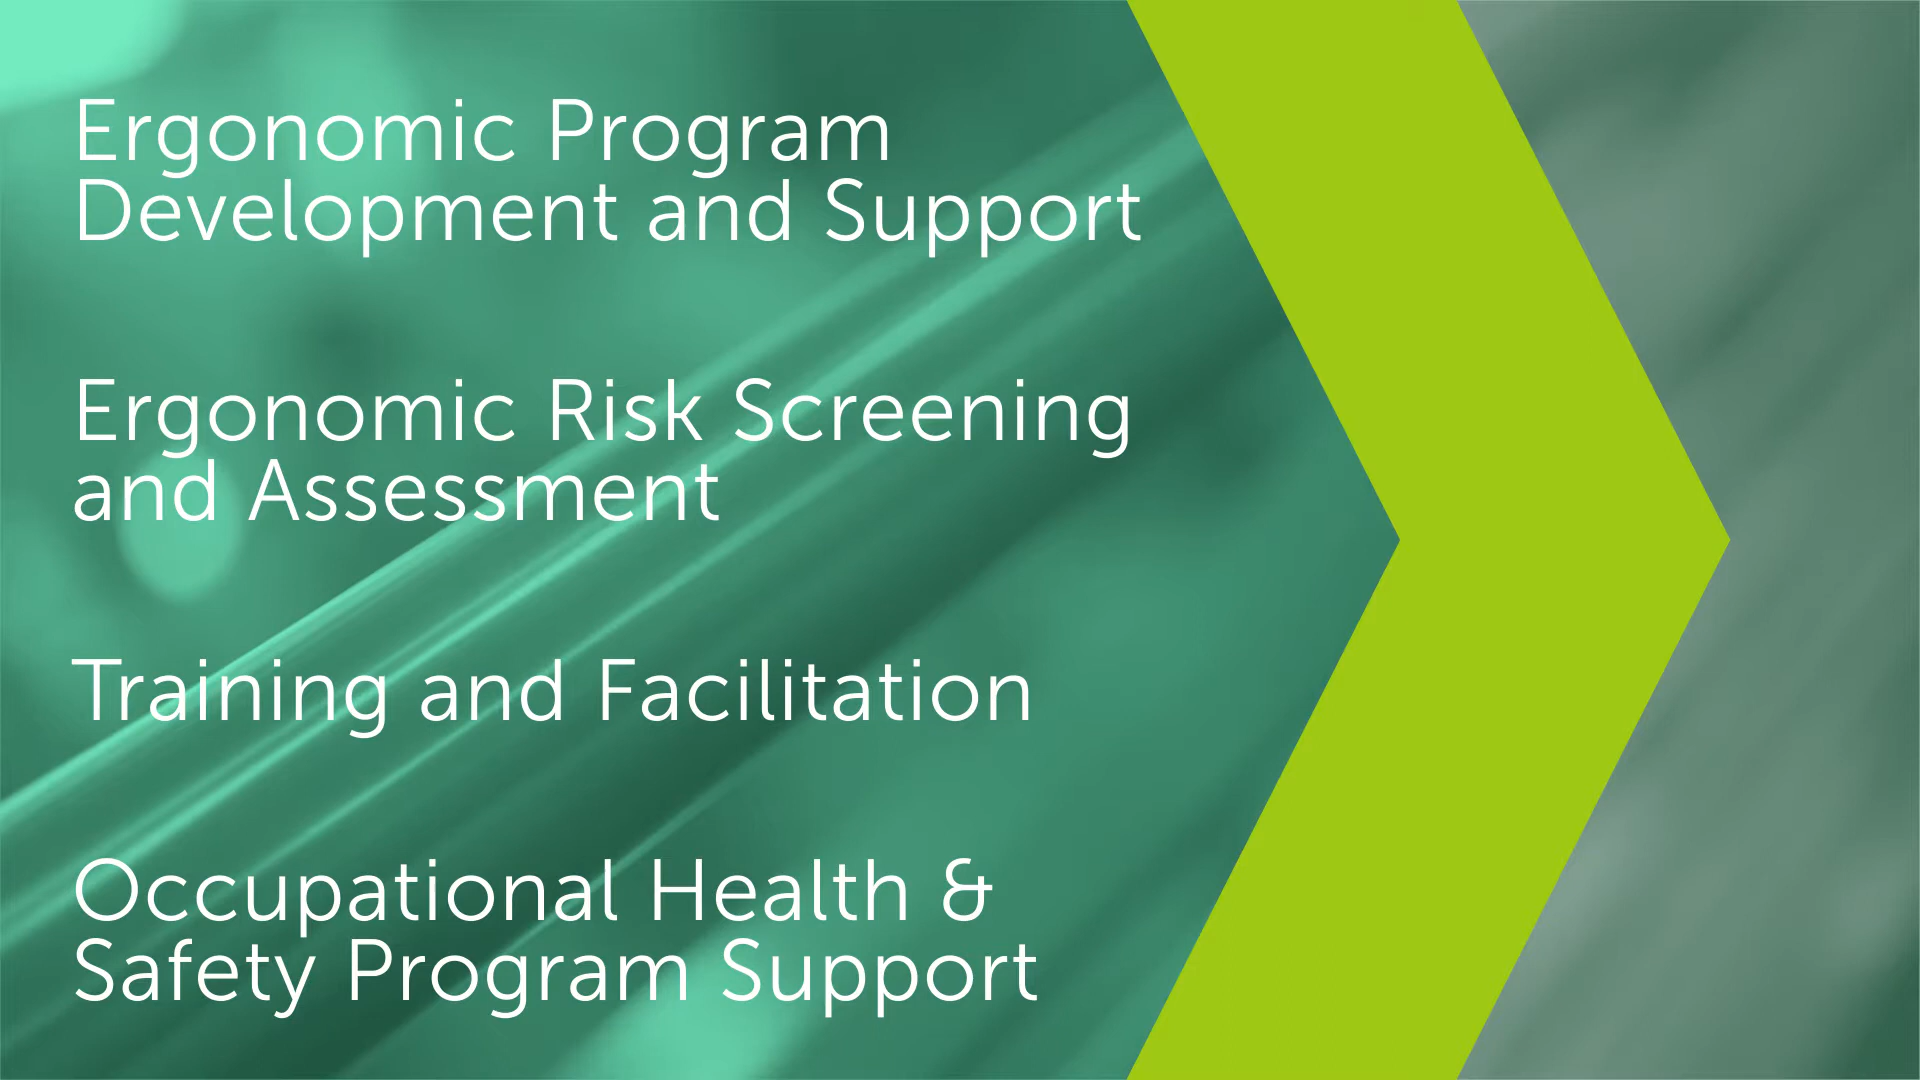 Ergonomic Program
Development and Support
Ergonomic Risk Screening
and Assessment
Training and Facilitation
Occupational Health &
Safety Program Support